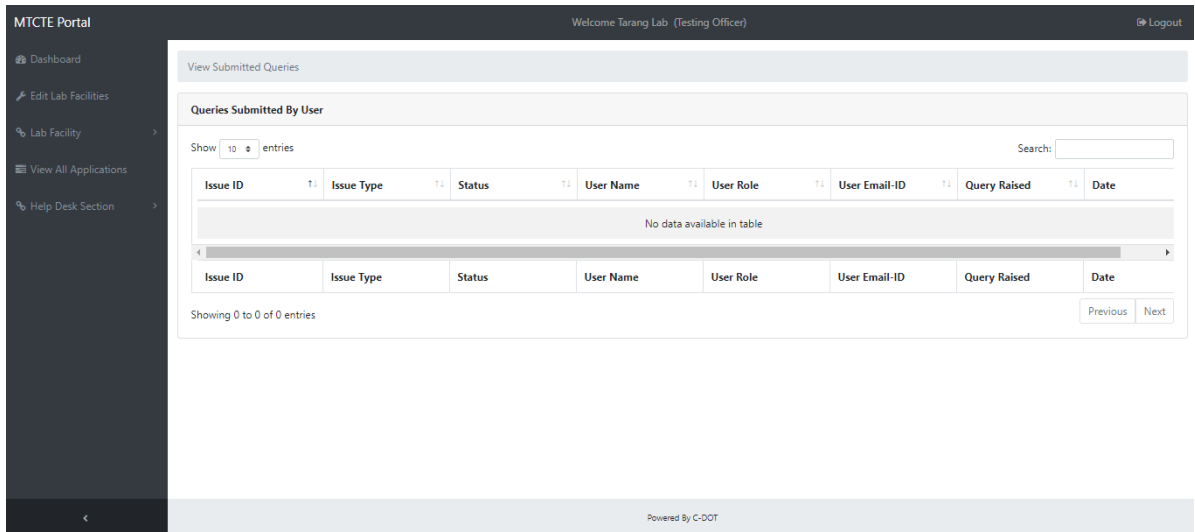 MTCTE Portal
Welcome Tarang Lab (Testing Officer)
Logout
Dashboard
Edit Lab Facilities
Lab Facility
View All Applications
Help Desk Section
View Submitted Queries
Queries Submitted By User
Show 10 entries
Search:
Issue ID Issue Type Status User Name User Role User Email-ID Query Raised Date
No data available in table
Issue ID Issue Type Status User Name User Role User Email-ID Query Raised Date
Showing 0 to 0 of 0 entries
Previous Next
Powered By C-DOT